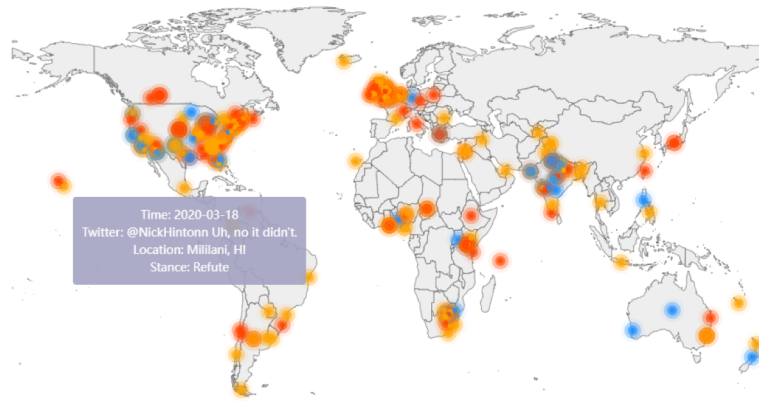 Time: 2020-03-18
Twitter: @NickHintonn Uh, no it didn't.
Location: Mililani, HI
Stance: Refute